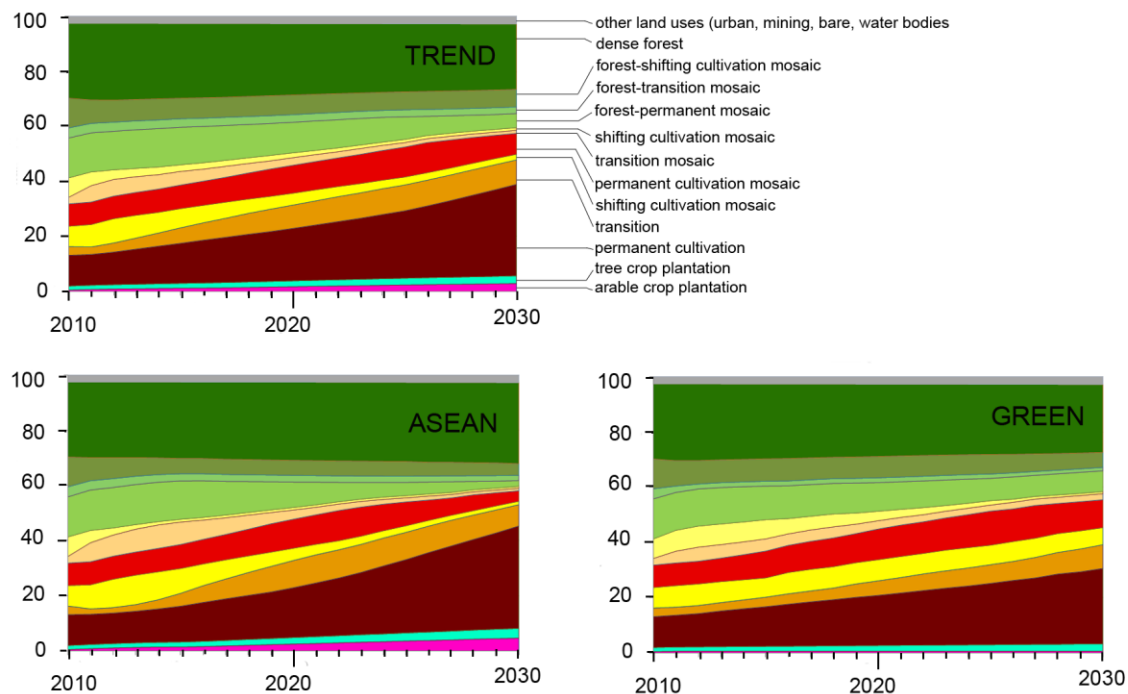 100
80
60
40
20
0
TREND
2010
2020
2030
other land uses (urban, mining, bare, water bodies
dense forest
forest-shifting cultivation mosaic
forest-transition mosaic
forest-permanent mosaic
shifting cultivation mosaic
transition mosaic
permanent cultivation mosaic
shifting cultivation mosaic
transition
permanent cultivation
tree crop plantation
arable crop plantation
100
80
60
40
20
0
ASEAN
2010
2020
2030
100
80
60
40
20
0
GREEN
2010
2020
2030